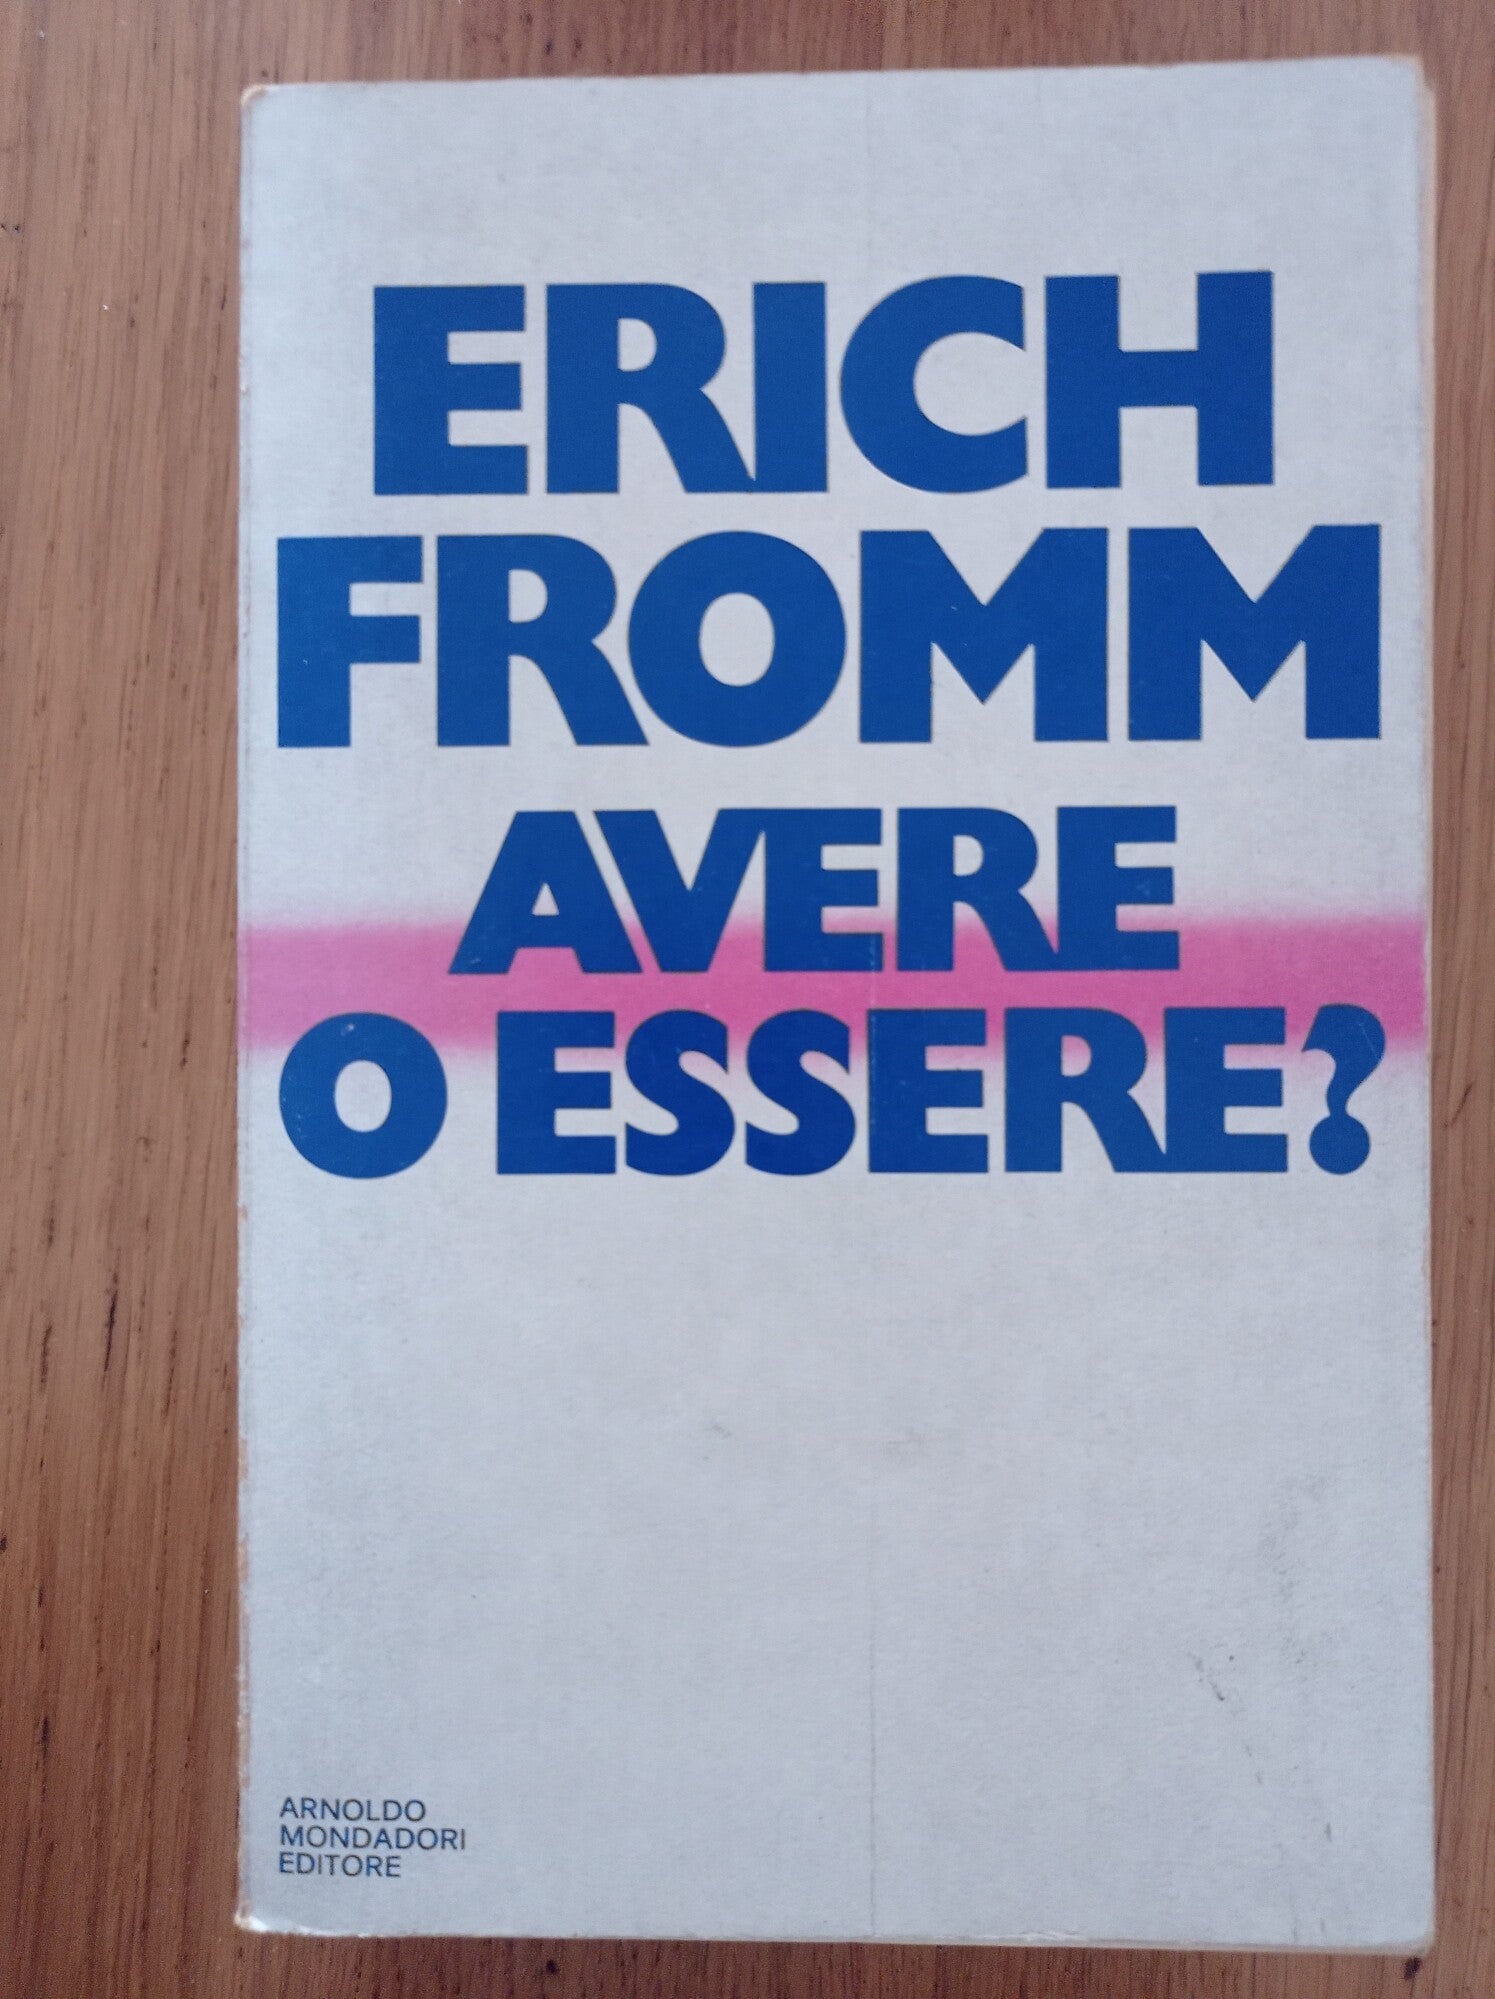 ERICH
FROMM
AVERE
O ESSERE?
ARNOLDO
MONDADORI
EDITORE